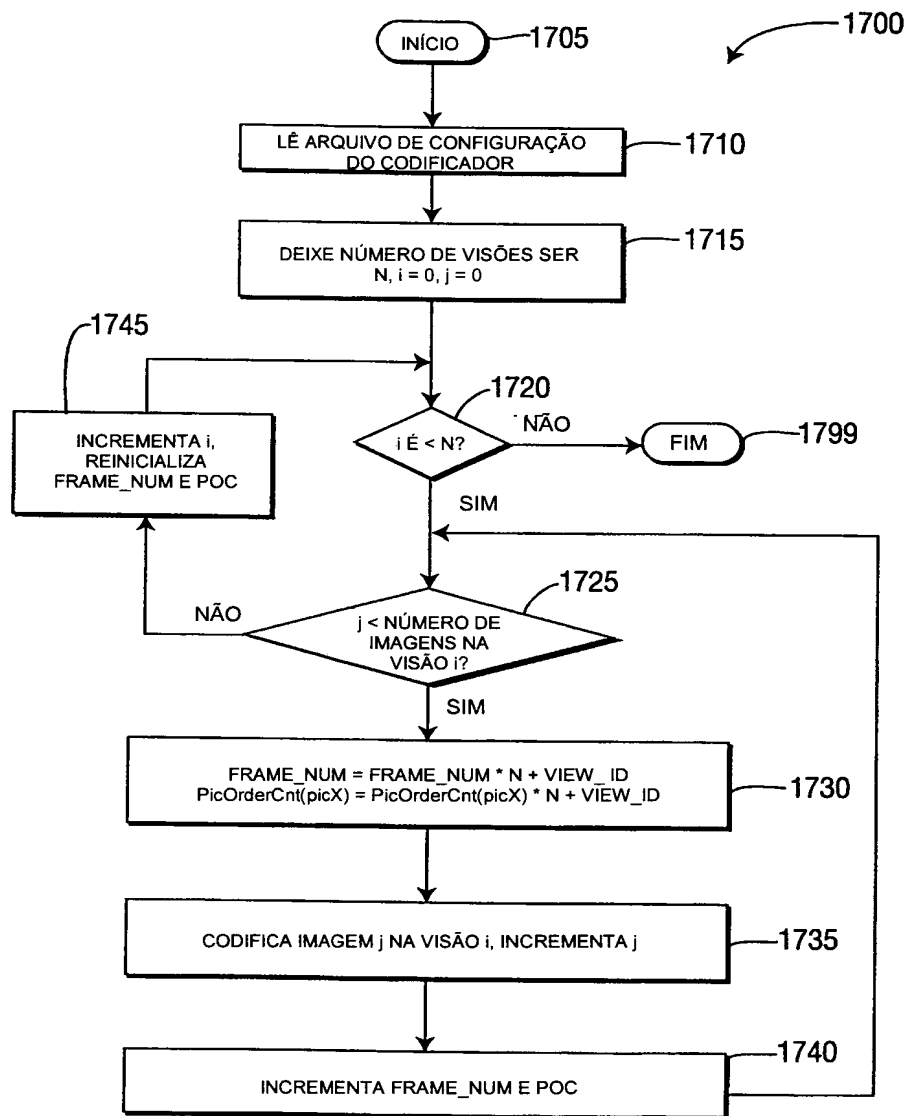 1700
INÍCIO
1705
LÊ ARQUIVO DE CONFIGURAÇÃO
DO CODIFICADOR
1710
DEIXE NÚMERO DE VISÕES SER
N, i = 0, j = 0
1715
1745
INCREMENTA i,
REINICIALIZA
FRAME_NUM E POC
1720
i É < N?
NÃO
FIM
1799
SIM
1725
NÃO
j < NÚMERO DE
IMAGENS NA
VISÃO i?
SIM
FRAME_NUM = FRAME_NUM * N + VIEW_ID
PicOrderCnt(picX) = PicOrderCnt(picX) * N + VIEW_ID
1730
CODIFICA IMAGEM j NA VISÃO i, INCREMENTA j
1735
1740
INCREMENTA FRAME_NUM E POC